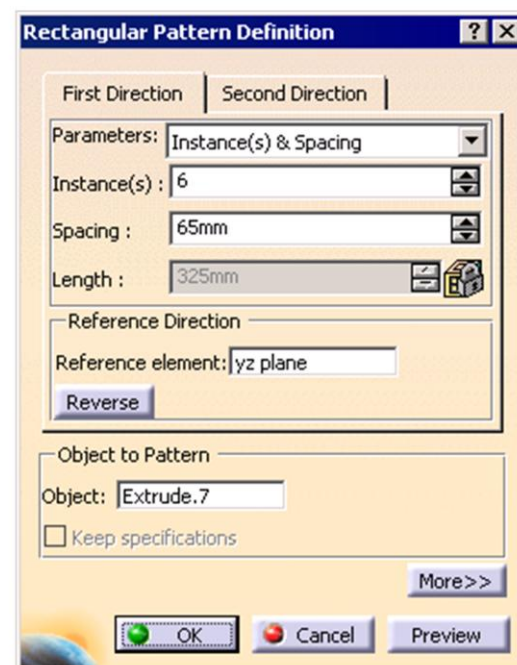 Rectangular Pattern Definition
First Direction Second Direction
Parameters: Instance(s) & Spacing
Instance(s) : 6
Spacing : 65mm
Length : 325mm
Reference Direction
Reference element: yz plane
Reverse
Object to Pattern
Object: Extrude.7
Keep specifications
More>>
OK Cancel Preview